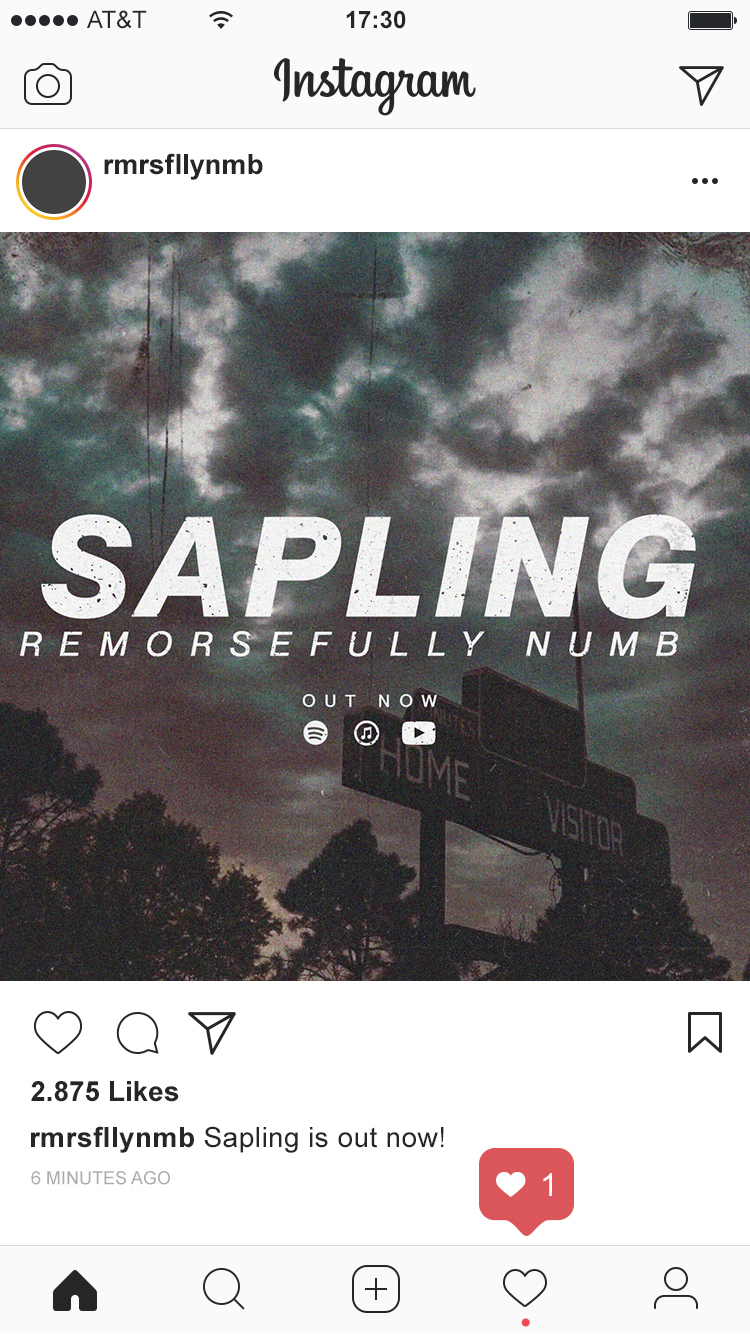 AT&T 17:30
Instagram
rmrsfllynmb
SAPLING
REMORSEFULLY NUMB
OUT NOW
MINUTES
HOME
VISITOR
2.875 Likes
rmrsfllynmb Sapling is out now!
6 MINUTES AGO
1